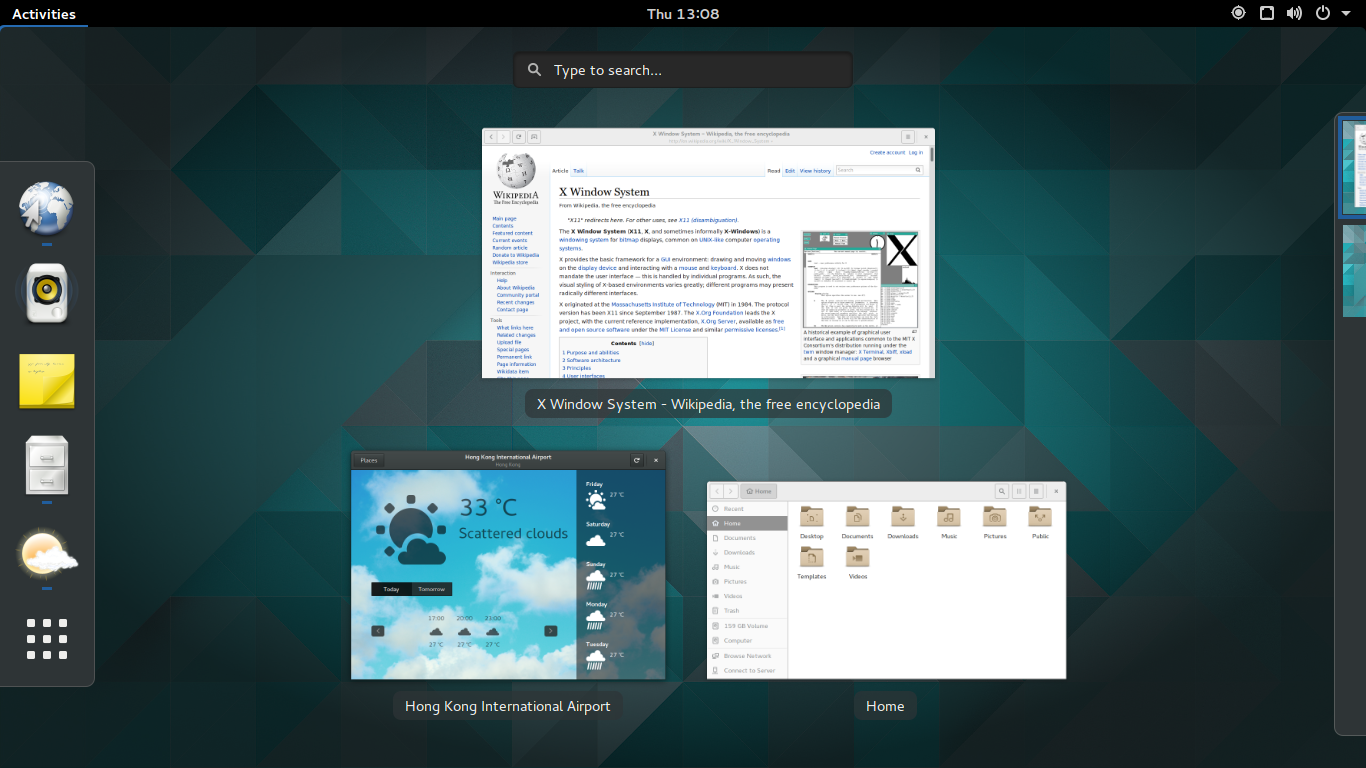 Activities
Thu 13:08
Type to search...
X Window System - Wikipedia, the free encyclopedia
Create account Log in
Article Talk
Read Edit View history
Search
WIKIPEDIA
The Free Encyclopedia
Main page
Contents
Featured content
Current events
Random article
Donate to Wikipedia
Wikipedia store
Interaction
Help
About Wikipedia
Community portal
Recent changes
Contact page
Tools
What links here
Related changes
Upload file
Special pages
Permanent link
Page information
Wikidata item
X Window System
From Wikipedia, the free encyclopedia
"X11" redirects here. For other uses, see X11 (disambiguation).
The X Window System (X11, X, and sometimes informally X-Windows) is a
windowing system for bitmap displays, common on UNIX-like computer operating
systems.
X provides the basic framework for a GUI environment: drawing and moving windows
on the display device and interacting with a mouse and keyboard. X does not
mandate the user interface — this is handled by individual programs. As such, the
visual styling of X-based environments varies greatly; different programs may present
radically different interfaces.
X originated at the Massachusetts Institute of Technology (MIT) in 1984. The protocol
version has been X11 since September 1987. The X.Org Foundation leads the X
project, with the current reference implementation, X.Org Server, available as free
and open source software under the MIT License and similar permissive licenses.[1]
Contents [hide]
1 Purpose and abilities
2 Software architecture
3 Principles
4 User interfaces
A historical example of graphical user
interface and applications common to the MIT X
Consortium's distribution running under the
twm window manager: X Terminal, Xbiff, xload
and a graphical manual page browser
X Window System - Wikipedia, the free encyclopedia
Places
Hong Kong International Airport
Hong Kong
33 °C
Scattered clouds
Today Tomorrow
17:00 20:00 23:00
27 °C 27 °C 27 °C
Friday
27 °C
Saturday
27 °C
Sunday
27 °C
Monday
27 °C
Tuesday
27 °C
Hong Kong International Airport
Home
Recent
Home
Documents
Downloads
Music
Pictures
Videos
Trash
159 GB Volume
Computer
Browse Network
Connect to Server
Desktop Documents Downloads Music Pictures Public
Templates Videos
Home